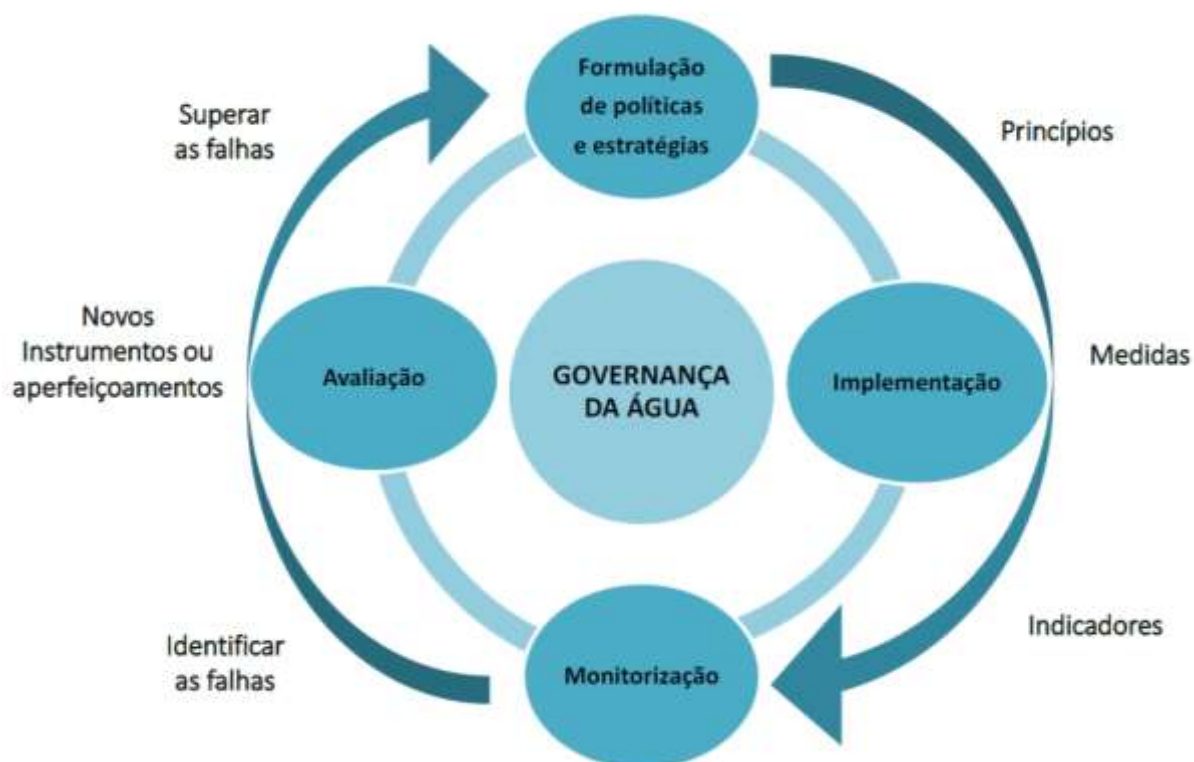 Formulação
de políticas
e estratégias
Superar
as falhas
Princípios
Novos
Instrumentos ou
aperfeiçoamentos
Avaliação
GOVERNANÇA
DA ÁGUA
Implementação
Medidas
Identificar
as falhas
Monitorização
Indicadores